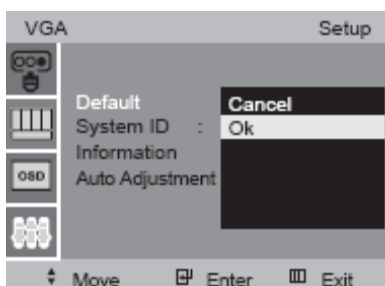 VGA Setup
Default
Cancel
System ID :
Ok
Information
OSD
Auto Adjustment
Move Enter Exit